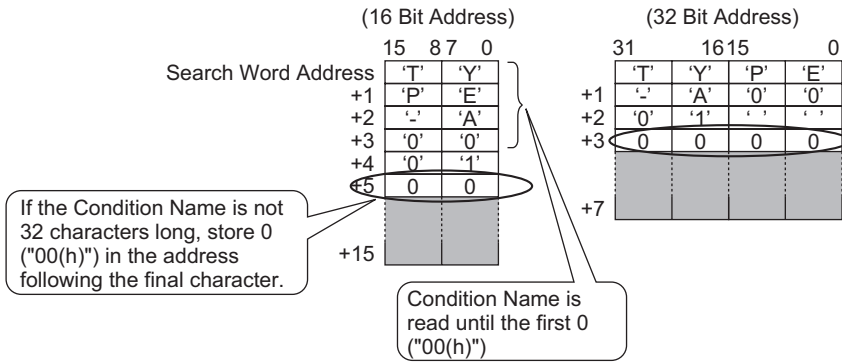 (16 Bit Address) (32 Bit Address)
15 8 7 0 31 16 15 0
Search Word Address ‘T’ ‘Y’ ‘T’ ‘Y’ ‘P’ ‘E’
+1 ‘P’ ‘E’ +1 ‘-’ ‘A’ ‘0’ ‘0’
+2 ‘-’ ‘A’ +2 ‘0’ ‘1’ ‘ ’ ‘ ’
+3 ‘0’ ‘0’ +3 0 0 0 0
+4 ‘0’ ‘1’
+5 0 0
+7
+15
If the Condition Name is not
32 characters long, store 0
("00(h)") in the address
following the final character.
Condition Name is
read until the first 0
("00(h)")